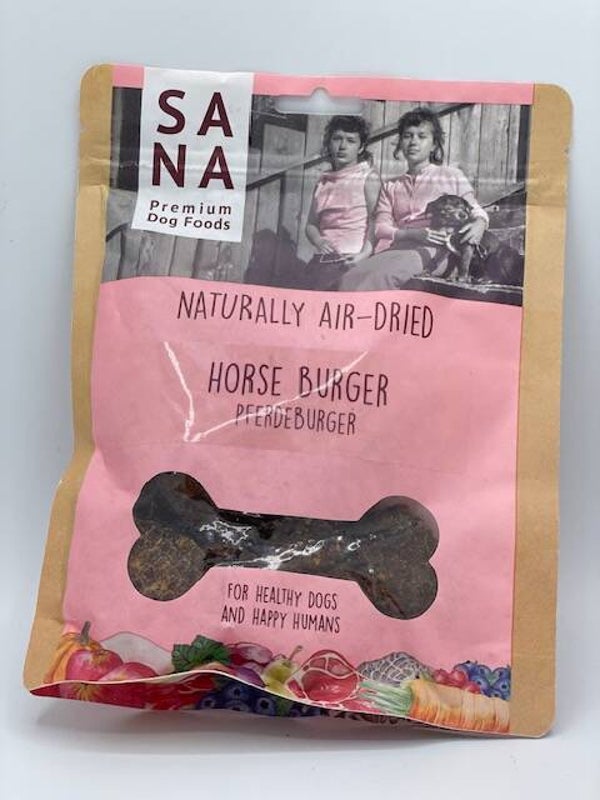 SA
NA
Premium
Dog Foods
NATURALLY AIR-DRIED
HORSE BURGER
PFERDEBURGER
FOR HEALTHY DOGS
AND HAPPY HUMANS